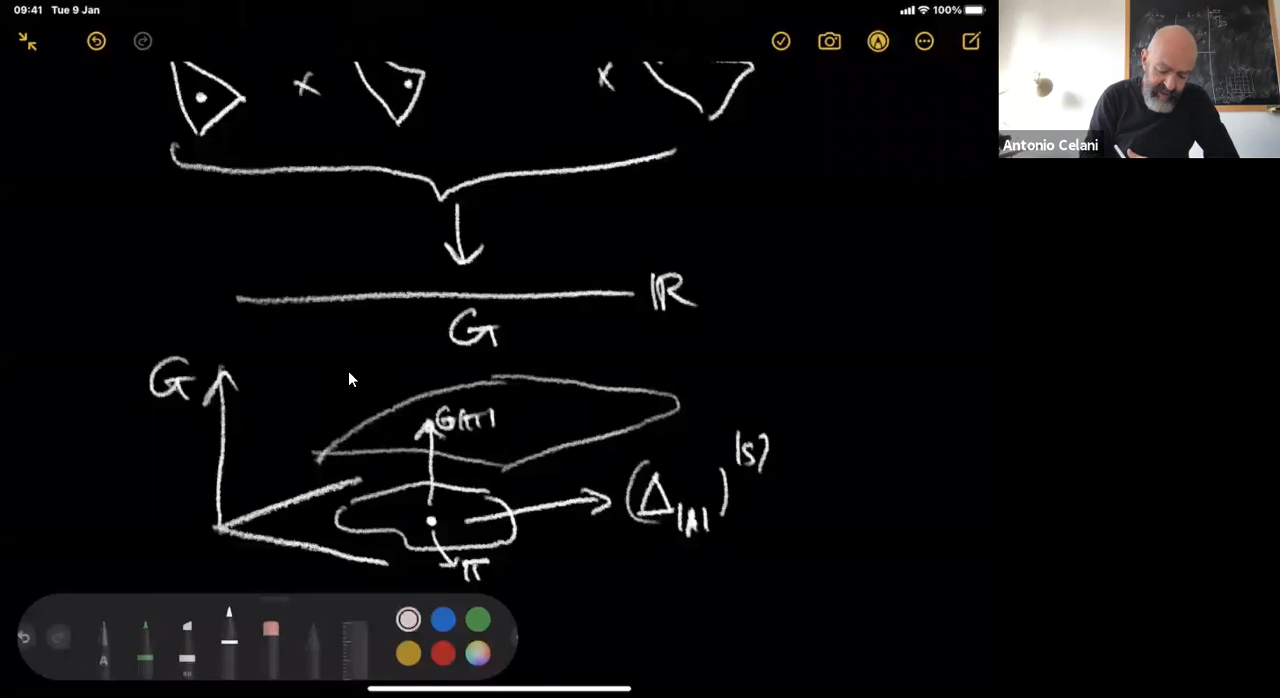 09:41 Tue 9 Jan 100%
Antonio Celani
x x
ℝ
G
G
G(π)
(Δ|A|)|S|
π
A